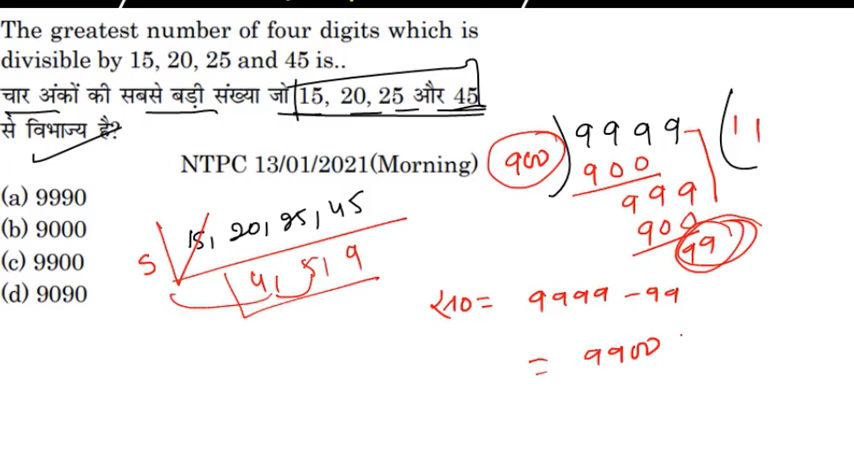 The greatest number of four digits which is
divisible by 15, 20, 25 and 45 is..
चार अंकों की सबसे बड़ी संख्या जो 15, 20, 25 और 45
से विभाज्य है?
NTPC 13/01/2021(Morning)
(a) 9990
(b) 9000
(c) 9900
(d) 9090
15, 20, 25, 45
5
4, 5, 9
900) 9999 (11
900
999
900
99
= 9999 - 99
= 9900